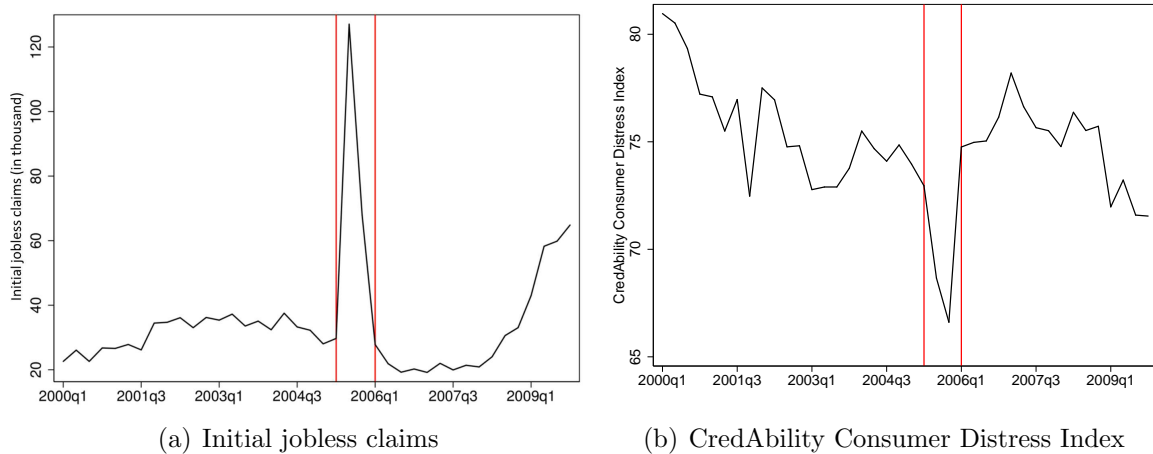 Initial jobless claims (in thousand)
120
100
80
60
40
20
2000q1 2001q3 2003q1 2004q3 2006q1 2007q3 2009q1
(a) Initial jobless claims
CredAbility Consumer Distress Index
80
75
70
65
2000q1 2001q3 2003q1 2004q3 2006q1 2007q3 2009q1
(b) CredAbility Consumer Distress Index